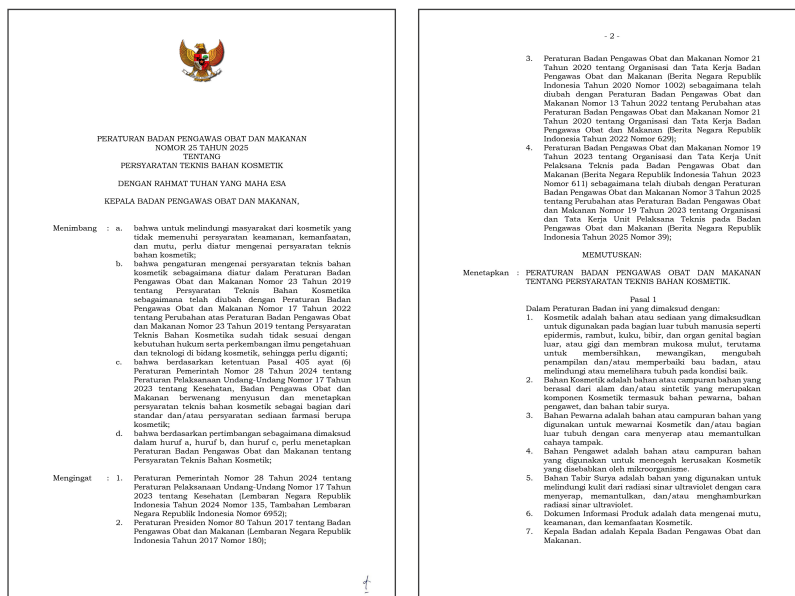 PERATURAN BADAN PENGAWAS OBAT DAN MAKANAN
NOMOR 25 TAHUN 2025
TENTANG
PERSYARATAN TEKNIS BAHAN KOSMETIK
DENGAN RAHMAT TUHAN YANG MAHA ESA
KEPALA BADAN PENGAWAS OBAT DAN MAKANAN,
Menimbang : a. bahwa untuk melindungi masyarakat dari kosmetik yang
tidak memenuhi persyaratan keamanan, kemanfaatan,
dan mutu, perlu diatur mengenai persyaratan teknis
bahan kosmetik;
b. bahwa pengaturan mengenai persyaratan teknis bahan
kosmetik sebagaimana diatur dalam Peraturan Badan
Pengawas Obat dan Makanan Nomor 23 Tahun 2019
tentang Persyaratan Teknis Bahan Kosmetika
sebagaimana telah diubah dengan Peraturan Badan
Pengawas Obat dan Makanan Nomor 17 Tahun 2022
tentang Perubahan atas Peraturan Badan Pengawas Obat
dan Makanan Nomor 23 Tahun 2019 tentang Persyaratan
Teknis Bahan Kosmetika sudah tidak sesuai dengan
kebutuhan hukum serta perkembangan ilmu pengetahuan
dan teknologi di bidang kosmetik, sehingga perlu diganti;
c. bahwa berdasarkan ketentuan Pasal 405 ayat (6)
Peraturan Pemerintah Nomor 28 Tahun 2024 tentang
Peraturan Pelaksanaan Undang-Undang Nomor 17 Tahun
2023 tentang Kesehatan, Badan Pengawas Obat dan
Makanan berwenang menyusun dan menetapkan
persyaratan teknis bahan kosmetik sebagai bagian dari
standar dan/atau persyaratan sediaan farmasi berupa
kosmetik;
d. bahwa berdasarkan pertimbangan sebagaimana dimaksud
dalam huruf a, huruf b, dan huruf c, perlu menetapkan
Peraturan Badan Pengawas Obat dan Makanan tentang
Persyaratan Teknis Bahan Kosmetik;
Mengingat : 1. Peraturan Pemerintah Nomor 28 Tahun 2024 tentang
Peraturan Pelaksanaan Undang-Undang Nomor 17 Tahun
2023 tentang Kesehatan (Lembaran Negara Republik
Indonesia Tahun 2024 Nomor 135, Tambahan Lembaran
Negara Republik Indonesia Nomor 6952);
2. Peraturan Presiden Nomor 80 Tahun 2017 tentang Badan
Pengawas Obat dan Makanan (Lembaran Negara Republik
Indonesia Tahun 2017 Nomor 180);
- 2 -
3. Peraturan Badan Pengawas Obat dan Makanan Nomor 21
Tahun 2020 tentang Organisasi dan Tata Kerja Badan
Pengawas Obat dan Makanan (Berita Negara Republik
Indonesia Tahun 2020 Nomor 1002) sebagaimana telah
diubah dengan Peraturan Badan Pengawas Obat dan
Makanan Nomor 13 Tahun 2022 tentang Perubahan atas
Peraturan Badan Pengawas Obat dan Makanan Nomor 21
Tahun 2020 tentang Organisasi dan Tata Kerja Badan
Pengawas Obat dan Makanan (Berita Negara Republik
Indonesia Tahun 2022 Nomor 629);
4. Peraturan Badan Pengawas Obat dan Makanan Nomor 19
Tahun 2023 tentang Organisasi dan Tata Kerja Unit
Pelaksana Teknis pada Badan Pengawas Obat dan
Makanan (Berita Negara Republik Indonesia Tahun 2023
Nomor 611) sebagaimana telah diubah dengan Peraturan
Badan Pengawas Obat dan Makanan Nomor 3 Tahun 2025
tentang Perubahan atas Peraturan Badan Pengawas Obat
dan Makanan Nomor 19 Tahun 2023 tentang Organisasi
dan Tata Kerja Unit Pelaksana Teknis pada Badan
Pengawas Obat dan Makanan (Berita Negara Republik
Indonesia Tahun 2025 Nomor 39);
MEMUTUSKAN:
Menetapkan : PERATURAN BADAN PENGAWAS OBAT DAN MAKANAN
TENTANG PERSYARATAN TEKNIS BAHAN KOSMETIK.
Pasal 1
Dalam Peraturan Badan ini yang dimaksud dengan:
1. Kosmetik adalah bahan atau sediaan yang dimaksudkan
untuk digunakan pada bagian luar tubuh manusia seperti
epidermis, rambut, kuku, bibir, dan organ genital bagian
luar, atau gigi dan membran mukosa mulut, terutama
untuk membersihkan, mewangikan, mengubah
penampilan dan/atau memperbaiki bau badan, atau
melindungi atau memelihara tubuh pada kondisi baik.
2. Bahan Kosmetik adalah bahan atau campuran bahan yang
berasal dari alam dan/atau sintetik yang merupakan
komponen Kosmetik termasuk bahan pewarna, bahan
pengawet, dan bahan tabir surya.
3. Bahan Pewarna adalah bahan atau campuran bahan yang
digunakan untuk mewarnai Kosmetik dan/atau bagian
luar tubuh dengan cara menyerap atau memantulkan
cahaya tampak.
4. Bahan Pengawet adalah bahan atau campuran bahan
yang digunakan untuk mencegah kerusakan Kosmetik
yang disebabkan oleh mikroorganisme.
5. Bahan Tabir Surya adalah bahan yang digunakan untuk
melindungi kulit dari radiasi sinar ultraviolet dengan cara
menyerap, memantulkan, dan/atau menghamburkan
radiasi sinar ultraviolet.
6. Dokumen Informasi Produk adalah data mengenai mutu,
keamanan, dan kemanfaatan Kosmetik.
7. Kepala Badan adalah Kepala Badan Pengawas Obat dan
Makanan.